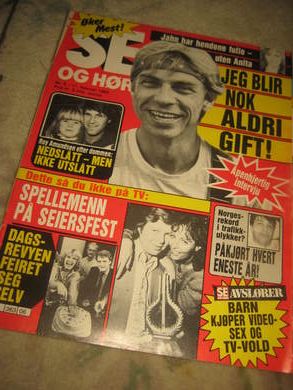 Øker
Mest!
Jahn har hendene fulle –
uten Anita
SE
OG HØR
JEG BLIR
NOK
ALDRI
GIFT!
Åpenhjertig
intervju
Roy Amundsen etter dommen:
NEDSLÅTT – MEN
IKKE UTSLÅTT
Dette så du ikke på TV:
SPELLEMENN
PÅ SEIERSFEST
DAGS-
REVYEN
FEIRET
SEG
SELV
Norges-
rekord
i trafikk-
ulykker?
PÅKJØRT HVERT
ENESTE ÅR!
SE AVSLØRER
BARN
KJØPER VIDEO-
SEX OG
TV-VOLD